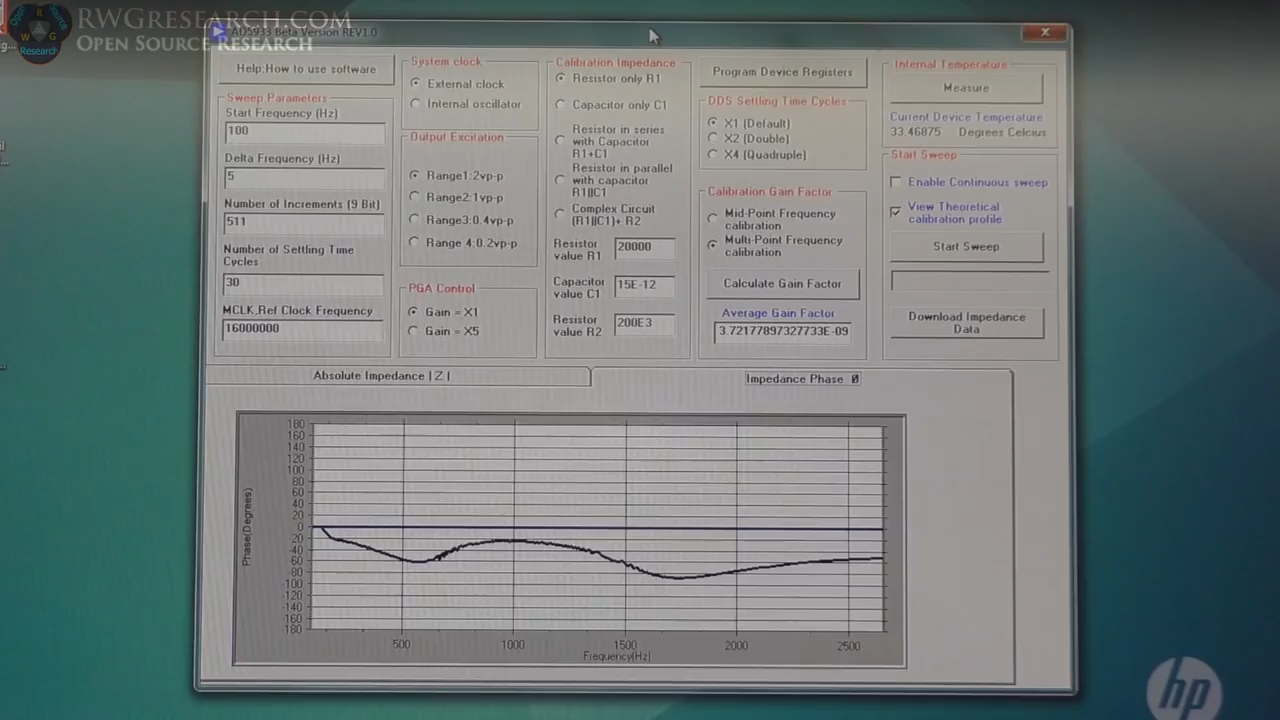 RWGRESEARCH.COM
OPEN SOURCE RESEARCH
Open Source
R
W G
Research
AD5933 Beta Version REV1.0
Help:How to use software
Sweep Parameters
Start Frequency (Hz)
100
Delta Frequency (Hz)
5
Number of Increments (9 Bit)
511
Number of Settling Time
Cycles
30
MCLK,Ref Clock Frequency
16000000
System clock
External clock
Internal oscillator
Output Excitation
Range1:2vp-p
Range2:1vp-p
Range3:0.4vp-p
Range 4:0.2vp-p
PGA Control
Gain = X1
Gain = X5
Calibration Impedance
Resistor only R1
Capacitor only C1
Resistor in series
with Capacitor
R1+C1
Resistor in parallel
with capacitor
R1||C1
Complex Circuit
(R1||C1)+ R2
Resistor
value R1
20000
Capacitor
value C1
15E-12
Resistor
value R2
200E3
Program Device Registers
DDS Settling Time Cycles
X1 (Default)
X2 (Double)
X4 (Quadruple)
Calibration Gain Factor
Mid-Point Frequency
calibration
Multi-Point Frequency
calibration
Calculate Gain Factor
Average Gain Factor
3.72177897327733E-09
Internal Temperature
Measure
Current Device Temperature
33.46875 Degrees Celcius
Start Sweep
Enable Continuous sweep
View Theoretical
calibration profile
Start Sweep
Download Impedance
Data
Absolute Impedance |Z|
Impedance Phase Ø
Phase(Degrees)
180
160
140
120
100
80
60
40
20
0
-20
-40
-60
-80
-100
-120
-140
-160
-180
500
1000
1500
2000
2500
Frequency(Hz)
hp